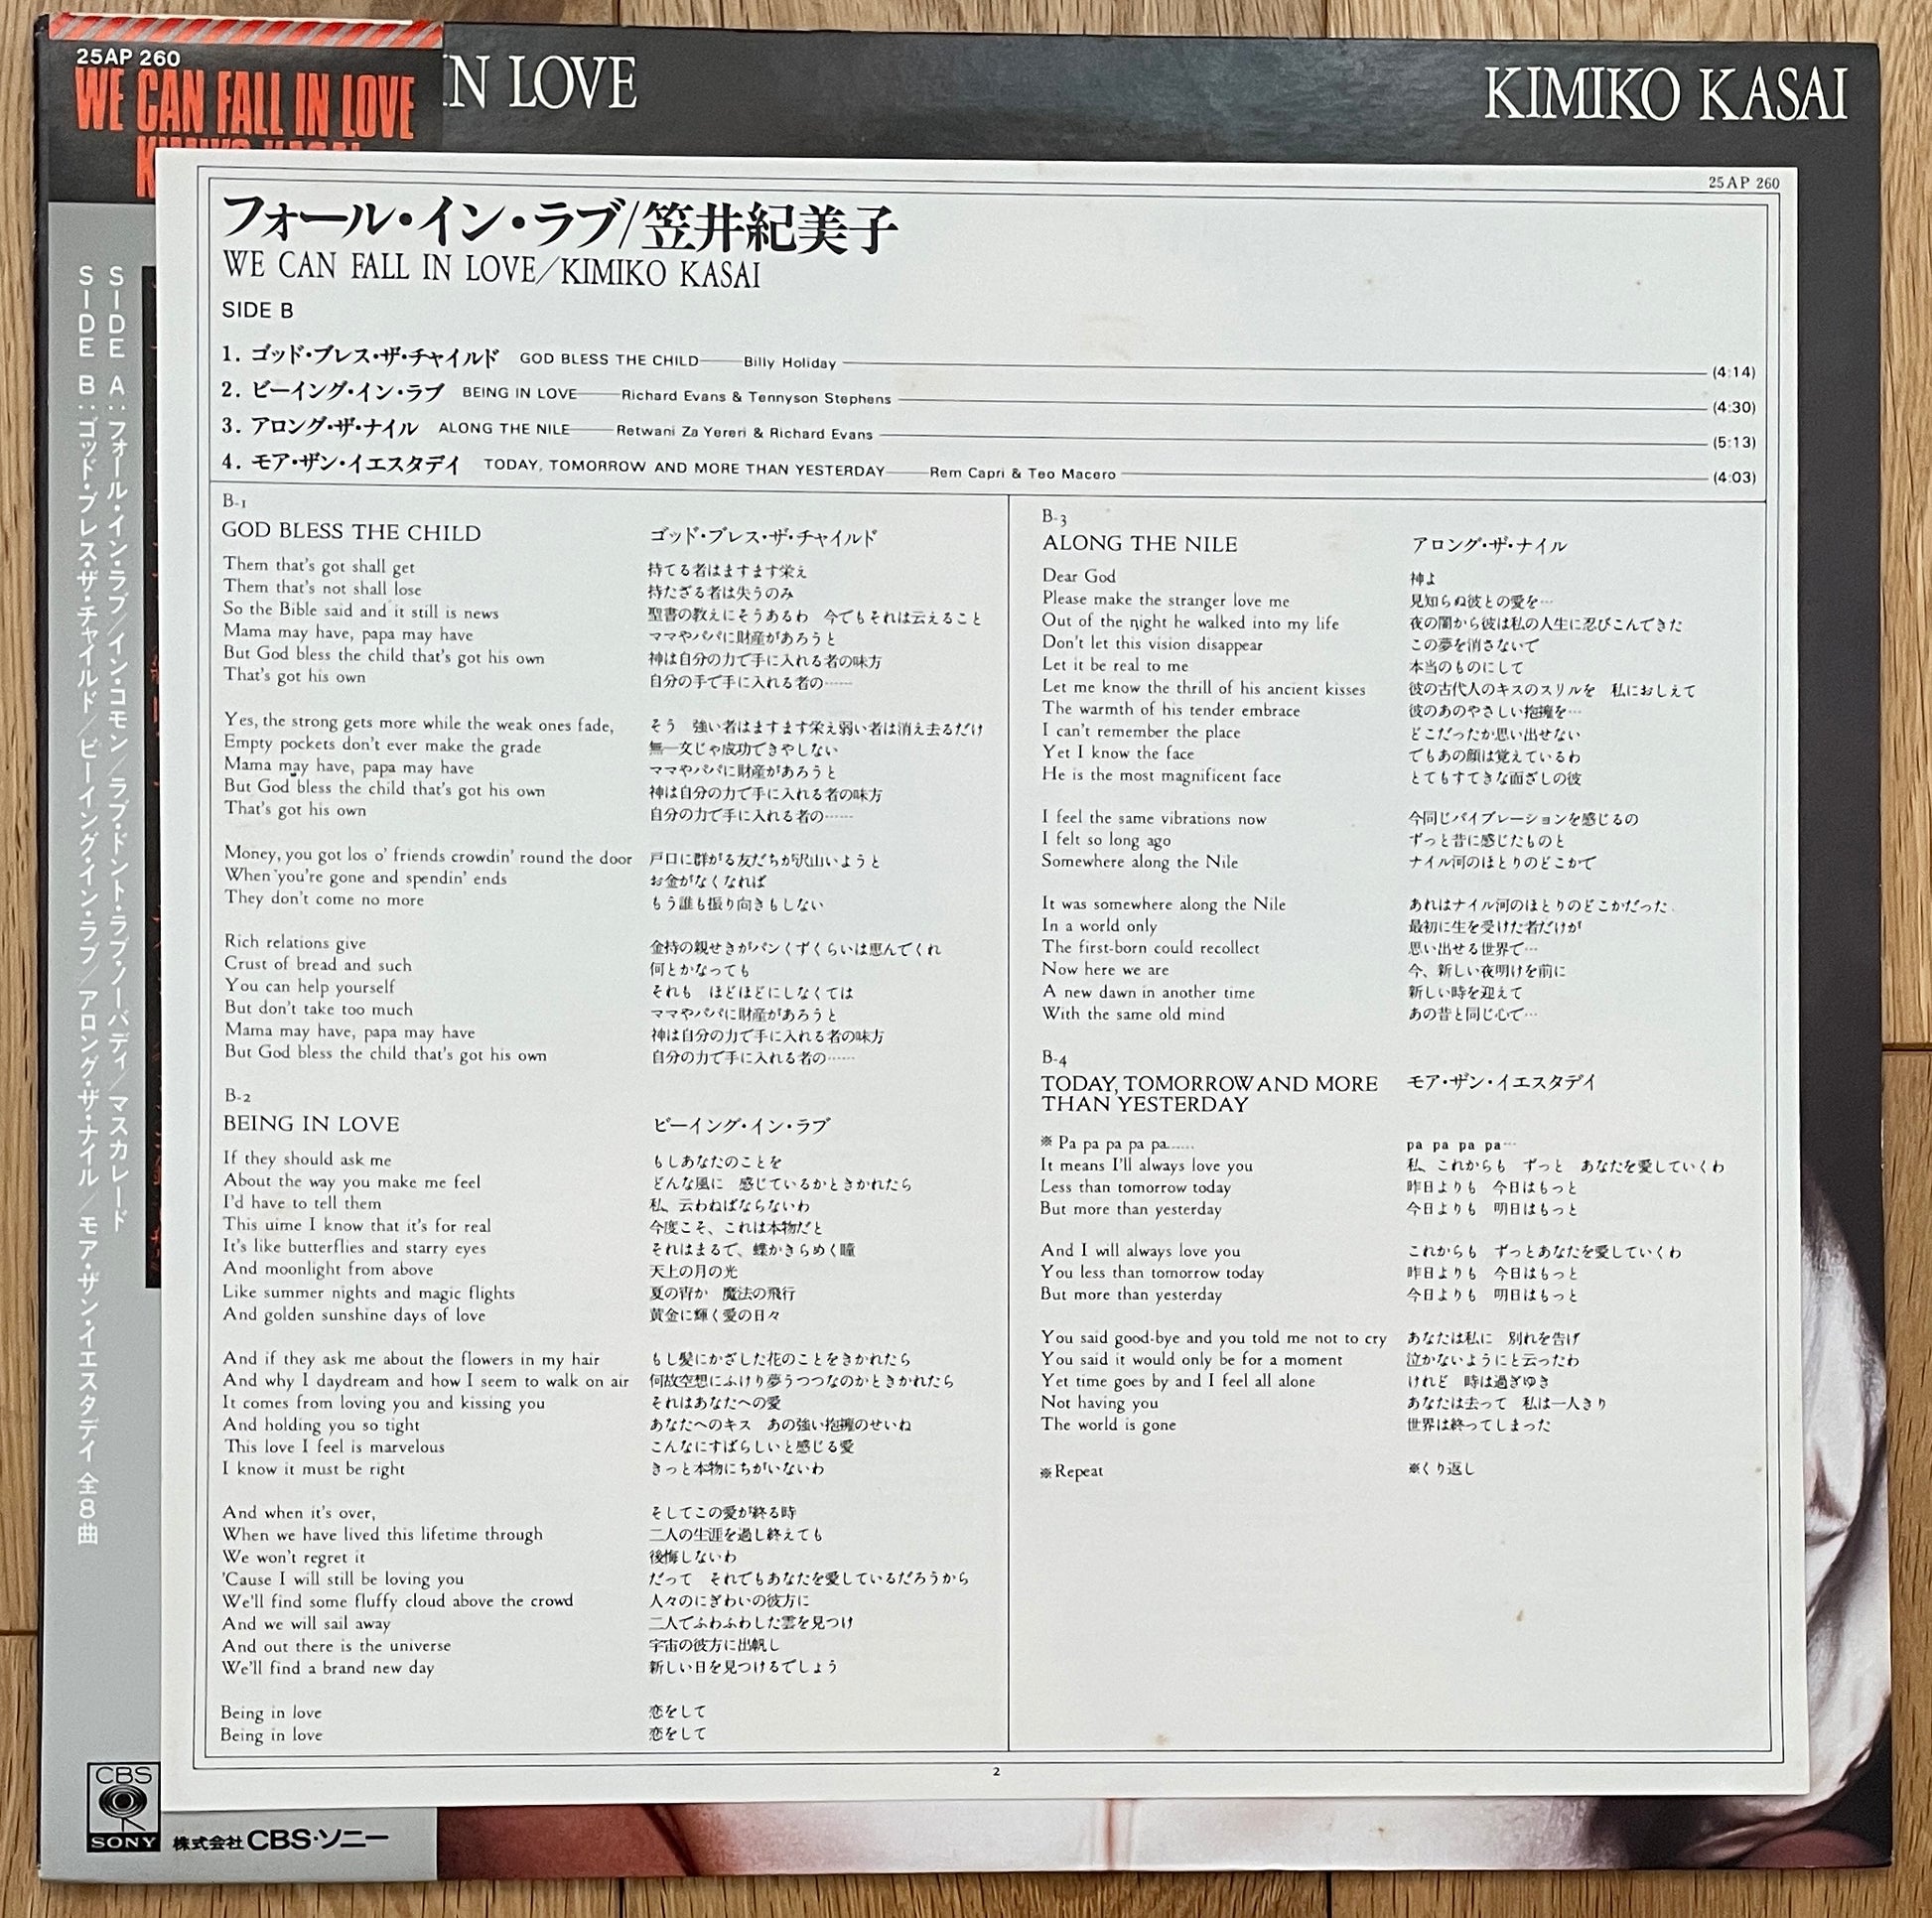 25AP 260
WE CAN FALL IN LOVE
IN LOVE
KIMIKO KASAI
SIDE A:フォール・イン・ラブ/イン・コモン/ラブ・ドント・ラブ・ノーバディ/マスカレード
SIDE B:ゴッド・ブレス・ザ・チャイルド/ビーイング・イン・ラブ/アロング・ザ・ナイル/モア・ザン・イエスタデイ 全8曲
25AP 260
フォール・イン・ラブ/笠井紀美子
WE CAN FALL IN LOVE/KIMIKO KASAI
SIDE B
1. ゴッド・ブレス・ザ・チャイルド GOD BLESS THE CHILD——Billy Holiday (4:14)
2. ビーイング・イン・ラブ BEING IN LOVE——Richard Evans & Tennyson Stephens (4:30)
3. アロング・ザ・ナイル ALONG THE NILE——Retwani Za Yereri & Richard Evans (5:13)
4. モア・ザン・イエスタデイ TODAY, TOMORROW AND MORE THAN YESTERDAY——Rem Capri & Teo Macero (4:03)
B-1
GOD BLESS THE CHILD ゴッド・ブレス・ザ・チャイルド
Them that's got shall get 持てる者はますます栄え
Them that's not shall lose 持たざる者は失うのみ
So the Bible said and it still is news 聖書の教えにそうあるわ 今でもそれは云えること
Mama may have, papa may have ママやパパに財産があろうと
But God bless the child that's got his own 神は自分の力で手に入れる者の味方
That's got his own 自分の手で手に入れる者の……
Yes, the strong gets more while the weak ones fade, そう 強い者はますます栄え弱い者は消え去るだけ
Empty pockets don't ever make the grade 無一文じゃ成功できやしない
Mama may have, papa may have ママやパパに財産があろうと
But God bless the child that's got his own 神は自分の力で手に入れる者の味方
That's got his own 自分の力で手に入れる者の……
Money, you got los o' friends crowdin' round the door 戸口に群がる友だちが沢山いようと
When you're gone and spendin' ends お金がなくなれば
They don't come no more もう誰も振り向きもしない
Rich relations give 金持の親せきがパンくずくらいは恵んでくれ
Crust of bread and such 何とかなっても
You can help yourself それも ほどほどにしなくては
But don't take too much ママやパパに財産があろうと
Mama may have, papa may have 神は自分の力で手に入れる者の味方
But God bless the child that's got his own 自分の力で手に入れる者の……
B-2
BEING IN LOVE ビーイング・イン・ラブ
If they should ask me もしあなたのことを
About the way you make me feel どんな風に 感じているかときかれたら
I'd have to tell them 私、云わねばならないわ
This uime I know that it's for real 今度こそ、これは本物だと
It's like butterflies and starry eyes それはまるで、蝶かきらめく瞳
And moonlight from above 天上の月の光
Like summer nights and magic flights 夏の宵か 魔法の飛行
And golden sunshine days of love 黄金に輝く愛の日々
And if they ask me about the flowers in my hair もし髪にかざした花のことをきかれたら
And why I daydream and how I seem to walk on air 何故空想にふけり夢うつつなのかときかれたら
It comes from loving you and kissing you それはあなたへの愛
And holding you so tight あなたへのキス あの強い抱擁のせいね
This love I feel is marvelous こんなにすばらしいと感じる愛
I know it must be right きっと本物にちがいないわ
And when it's over, そしてこの愛が終る時
When we have lived this lifetime through 二人の生涯を過し終えても
We won't regret it 後悔しないわ
'Cause I will still be loving you だって それでもあなたを愛しているだろうから
We'll find some fluffy cloud above the crowd 人々のにぎわいの彼方に
And we will sail away 二人でふわふわした雲を見つけ
And out there is the universe 宇宙の彼方に出帆し
We'll find a brand new day 新しい日を見つけるでしょう
Being in love 恋をして
Being in love 恋をして
B-3
ALONG THE NILE アロング・ザ・ナイル
Dear God 神よ
Please make the stranger love me 見知らぬ彼との愛を…
Out of the night he walked into my life 夜の闇から彼は私の人生に忍びこんできた
Don't let this vision disappear この夢を消さないで
Let it be real to me 本当のものにして
Let me know the thrill of his ancient kisses 彼の古代人のキスのスリルを 私におしえて
The warmth of his tender embrace 彼のあのやさしい抱擁を…
I can't remember the place どこだったか思い出せない
Yet I know the face でもあの顔は覚えているわ
He is the most magnificent face とてもすてきな面ざしの彼
I feel the same vibrations now 今同じバイブレーションを感じるの
I felt so long ago ずっと昔に感じたものと
Somewhere along the Nile ナイル河のほとりのどこかで
It was somewhere along the Nile あれはナイル河のほとりのどこかだった
In a world only 最初に生を受けた者だけが
The first-born could recollect 思い出せる世界で…
Now here we are 今、新しい夜明けを前に
A new dawn in another time 新しい時を迎えて
With the same old mind あの昔と同じ心で…
B-4
TODAY, TOMORROW AND MORE モア・ザン・イエスタデイ
THAN YESTERDAY
※ Pa pa pa pa pa...... pa pa pa pa…
It means I'll always love you 私、これからも ずっと あなたを愛していくわ
Less than tomorrow today 昨日よりも 今日はもっと
But more than yesterday 今日よりも 明日はもっと
And I will always love you これからも ずっとあなたを愛していくわ
You less than tomorrow today 昨日よりも 今日はもっと
But more than yesterday 今日よりも 明日はもっと
You said good-bye and you told me not to cry あなたは私に 別れを告げ
You said it would only be for a moment 泣かないようにと云ったわ
Yet time goes by and I feel all alone けれど 時は過ぎゆき
Not having you あなたは去って 私は一人きり
The world is gone 世界は終ってしまった
※Repeat ※くり返し
2
CBS
SONY
株式会社CBS・ソニー